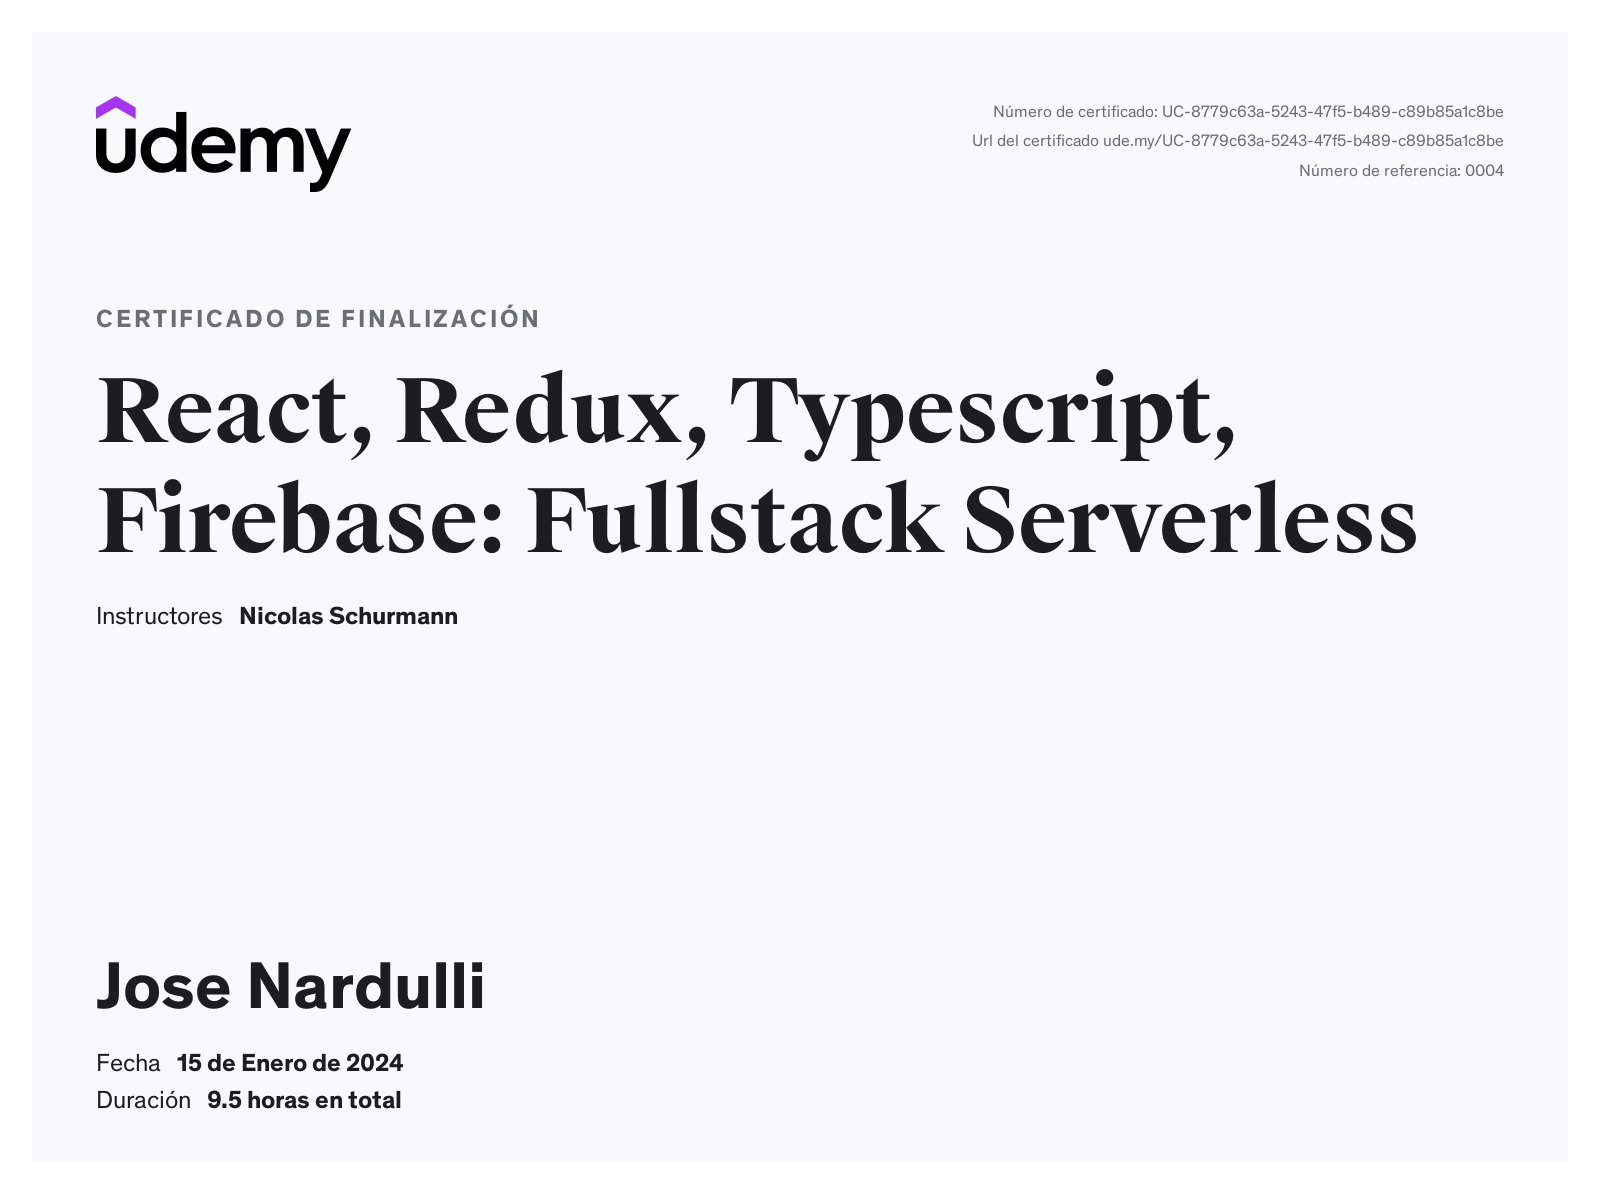 udemy
Número de certificado: UC-8779c63a-5243-47f5-b489-c89b85a1c8be
Url del certificado ude.my/UC-8779c63a-5243-47f5-b489-c89b85a1c8be
Número de referencia: 0004
CERTIFICADO DE FINALIZACIÓN
React, Redux, Typescript,
Firebase: Fullstack Serverless
Instructores Nicolas Schurmann
Jose Nardulli
Fecha 15 de Enero de 2024
Duración 9.5 horas en total